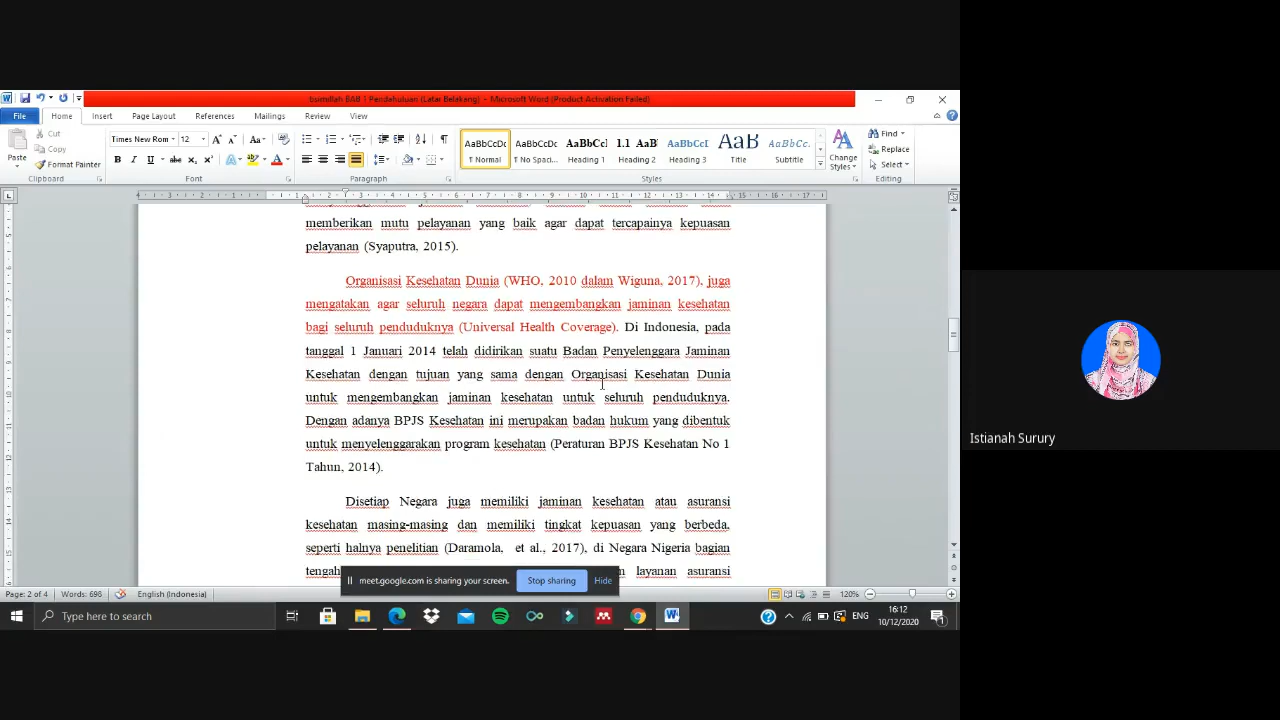 bismillah BAB 1 Pendahuluan (Latar Belakang) - Microsoft Word (Product Activation Failed)
File Home Insert Page Layout References Mailings Review View
Paste
Cut
Copy
Format Painter
Clipboard
Times New Rom 12
Font
Paragraph
AaBbCcDc AaBbCcDc AaBbCc AaBbC AaBbCcI AaB AaBbCcL
¶ Normal ¶ No Spac... Heading 1 Heading 2 Heading 3 Title Subtitle
Styles
Change Styles
Find
Replace
Select
Editing
memberikan mutu pelayanan yang baik agar dapat tercapainya kepuasan
pelayanan (Syaputra, 2015).
Organisasi Kesehatan Dunia (WHO, 2010 dalam Wiguna, 2017), juga
mengatakan agar seluruh negara dapat mengembangkan jaminan kesehatan
bagi seluruh penduduknya (Universal Health Coverage). Di Indonesia, pada
tanggal 1 Januari 2014 telah didirikan suatu Badan Penyelenggara Jaminan
Kesehatan dengan tujuan yang sama dengan Organisasi Kesehatan Dunia
untuk mengembangkan jaminan kesehatan untuk seluruh penduduknya.
Dengan adanya BPJS Kesehatan ini merupakan badan hukum yang dibentuk
untuk menyelenggarakan program kesehatan (Peraturan BPJS Kesehatan No 1
Tahun, 2014).
Disetiap Negara juga memiliki jaminan kesehatan atau asuransi
kesehatan masing-masing dan memiliki tingkat kepuasan yang berbeda,
seperti halnya penelitian (Daramola, et al., 2017), di Negara Nigeria bagian
tengah layanan asuransi
meet.google.com is sharing your screen. Stop sharing Hide
Page: 2 of 4 Words: 698 English (Indonesia) 120%
Type here to search
ENG
16:12
10/12/2020
Istianah Surury